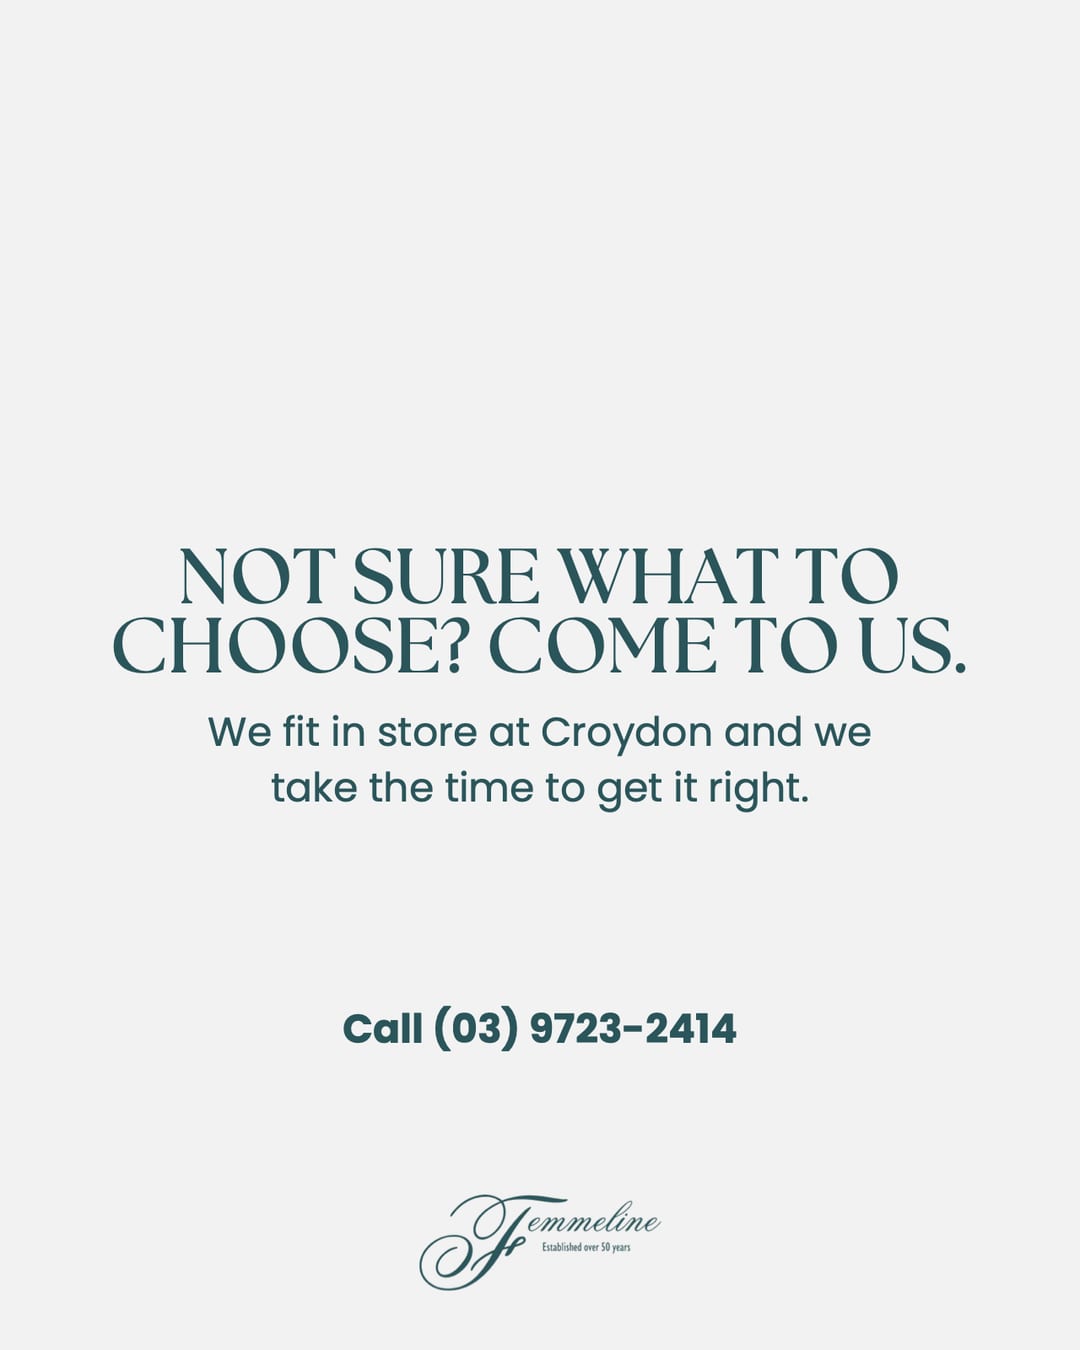 NOT SURE WHAT TO
CHOOSE? COME TO US.
We fit in store at Croydon and we
take the time to get it right.
Call (03) 9723-2414
Femmeline
Established over 50 years